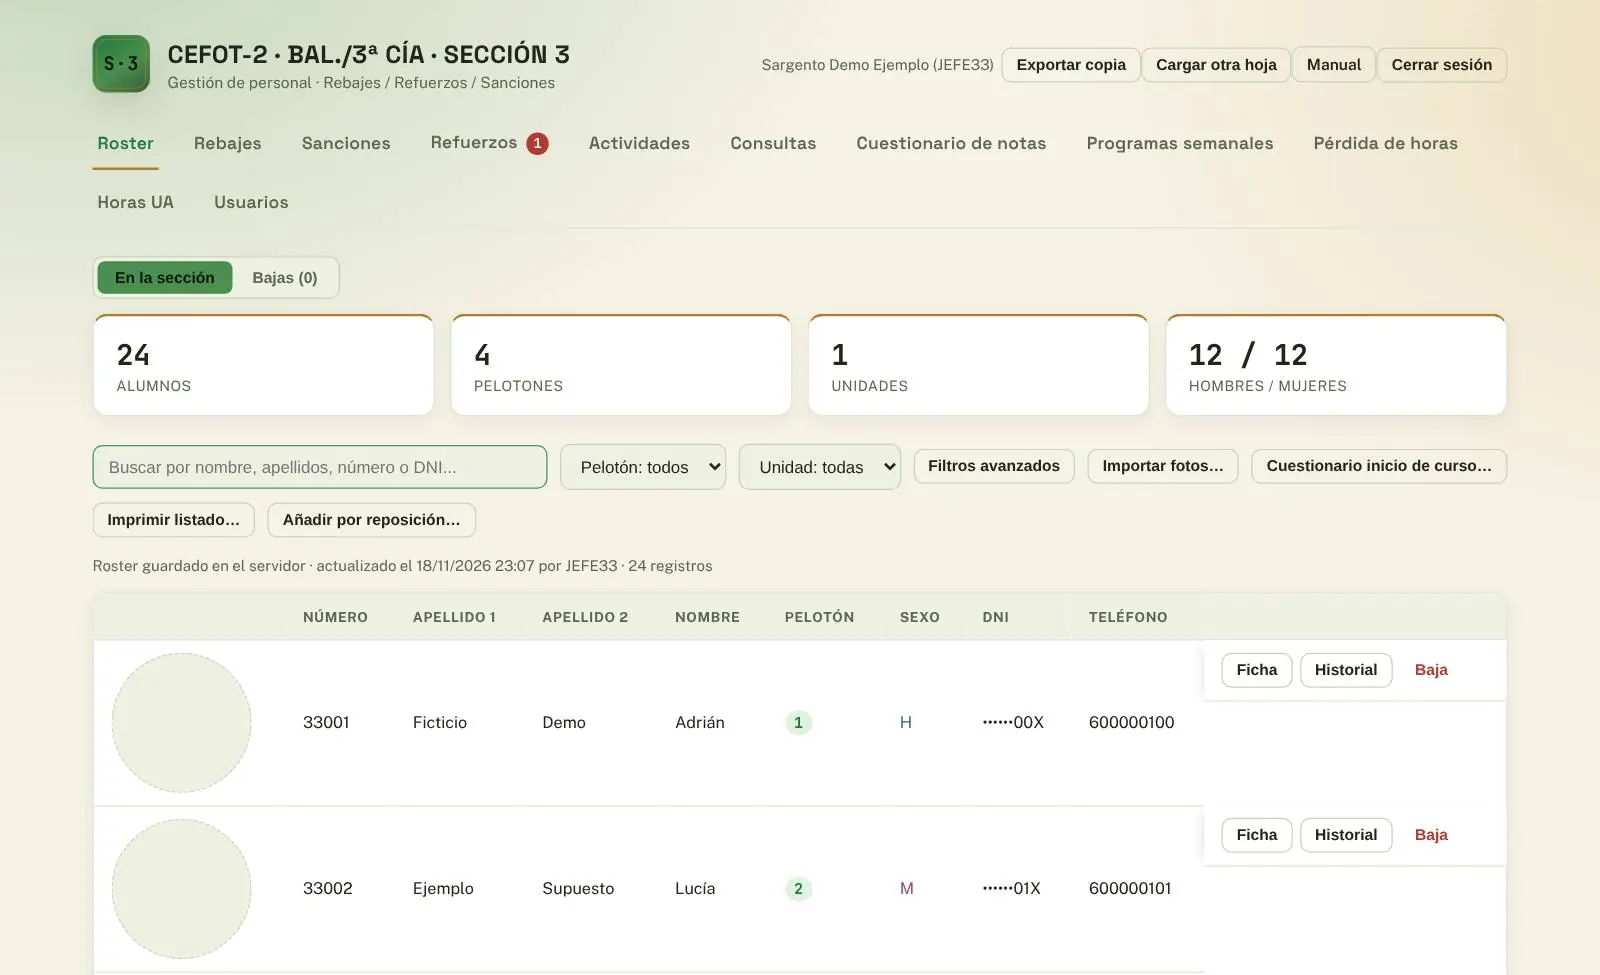 S·3
CEFOT-2 · BAL./3ª CÍA · SECCIÓN 3
Gestión de personal · Rebajes / Refuerzos / Sanciones
Sargento Demo Ejemplo (JEFE33)
Exportar copia
Cargar otra hoja
Manual
Cerrar sesión
Roster
Rebajes
Sanciones
Refuerzos 1
Actividades
Consultas
Cuestionario de notas
Programas semanales
Pérdida de horas
Horas UA
Usuarios
En la sección
Bajas (0)
24
ALUMNOS
4
PELOTONES
1
UNIDADES
12 / 12
HOMBRES / MUJERES
Buscar por nombre, apellidos, número o DNI...
Pelotón: todos
Unidad: todas
Filtros avanzados
Importar fotos...
Cuestionario inicio de curso...
Imprimir listado...
Añadir por reposición...
Roster guardado en el servidor · actualizado el 18/11/2026 23:07 por JEFE33 · 24 registros
NÚMERO APELLIDO 1 APELLIDO 2 NOMBRE PELOTÓN SEXO DNI TELÉFONO
33001 Ficticio Demo Adrián 1 H ••••••00X 600000100 Ficha Historial Baja
33002 Ejemplo Supuesto Lucía 2 M ••••••01X 600000101 Ficha Historial Baja